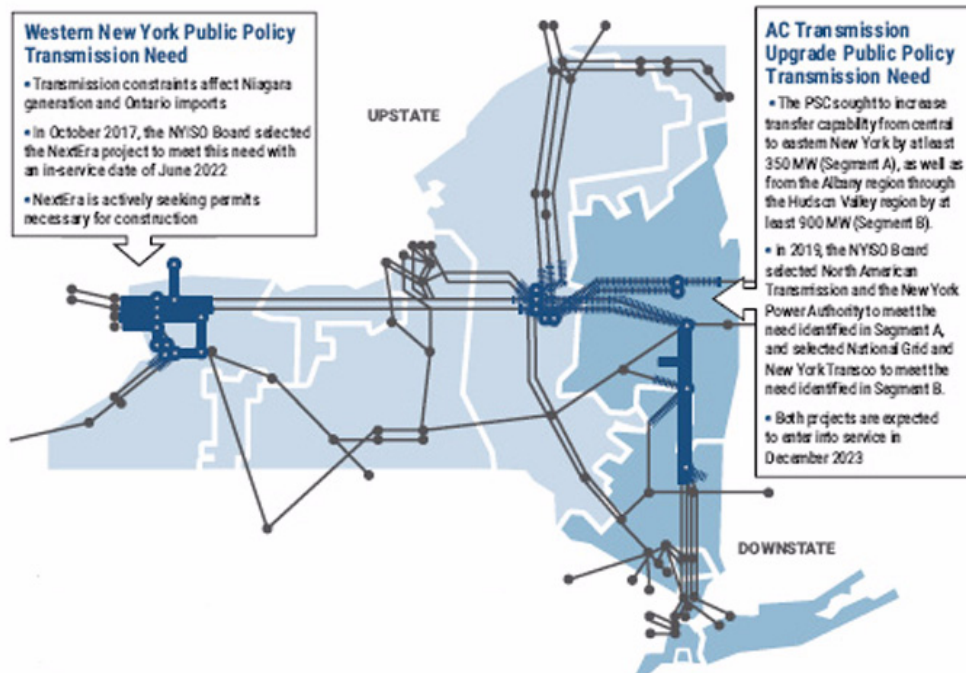 Western New York Public Policy
Transmission Need
• Transmission constraints affect Niagara
generation and Ontario imports
• In October 2017, the NYISO Board selected
the NextEra project to meet this need with
an in-service date of June 2022
• NextEra is actively seeking permits
necessary for construction
UPSTATE
AC Transmission
Upgrade Public Policy
Transmission Need
• The PSC sought to increase
transfer capability from central
to eastern New York by at least
350 MW (Segment A), as well as
from the Albany region through
the Hudson Valley region by at
least 900 MW (Segment B).
• in 2019, the NYISO Board
selected North American
Transmission and the New York
Power Authority to meet the
need identified in Segment A,
and selected National Grid and
New York Transco to meet the
need identified in Segment B.
• Both projects are expected
to enter into service in
December 2023
DOWNSTATE